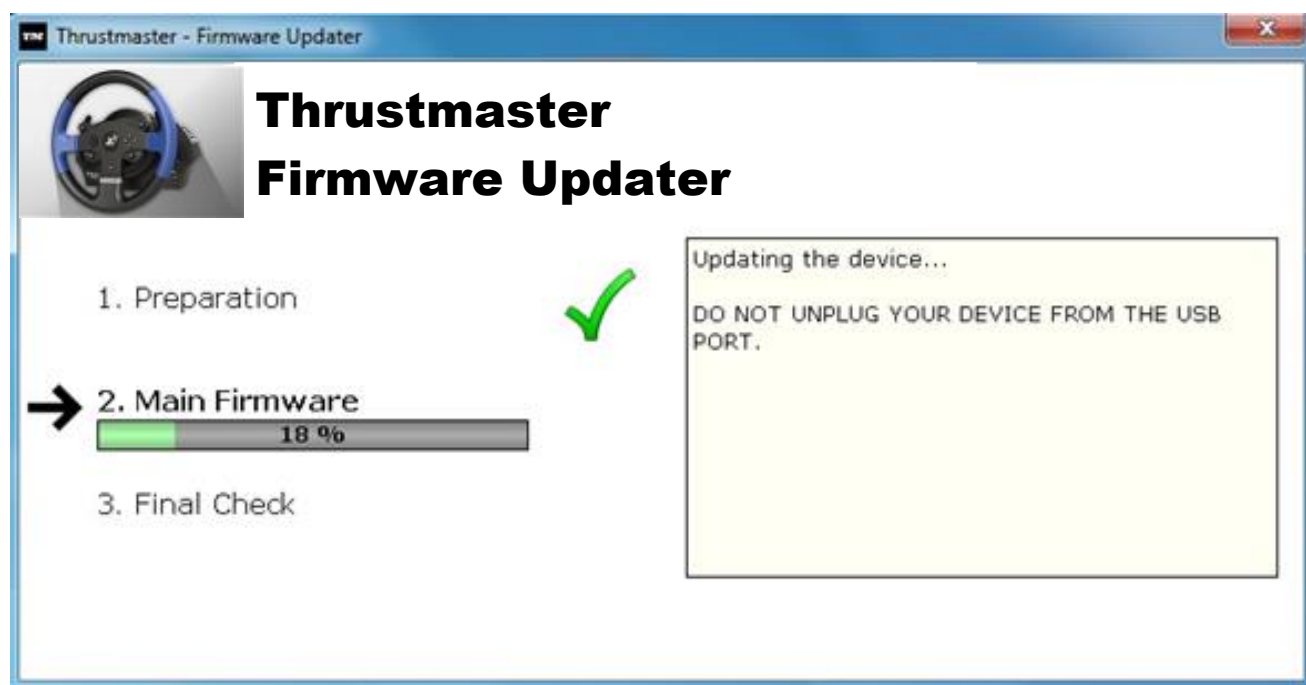 Thrustmaster - Firmware Updater
Thrustmaster
Firmware Updater
1. Preparation
2. Main Firmware
18 %
3. Final Check
Updating the device...
DO NOT UNPLUG YOUR DEVICE FROM THE USB
PORT.